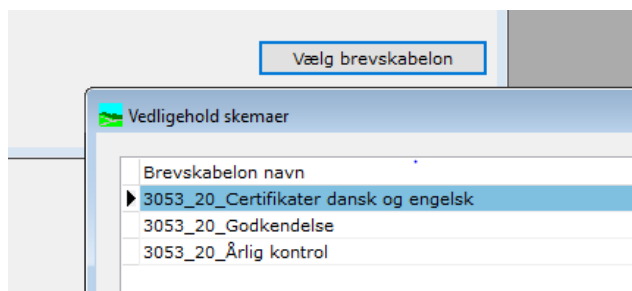 Vælg brevskabelon
Vedligehold skemaer
Brevskabelon navn
3053_20_Certifikater dansk og engelsk
3053_20_Godkendelse
3053_20_Årlig kontrol